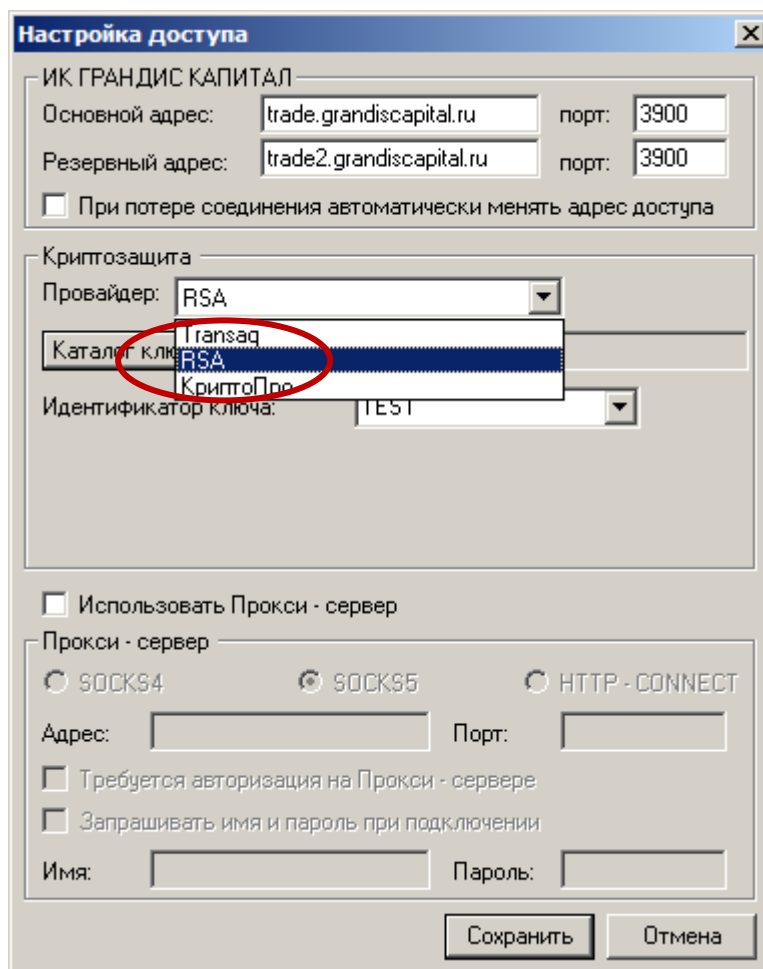 Настройка доступа
ИК ГРАНДИС КАПИТАЛ
Основной адрес: trade.grandiscapital.ru порт: 3900
Резервный адрес: trade2.grandiscapital.ru порт: 3900
При потере соединения автоматически менять адрес доступа
Криптозащита
Провайдер: RSA
Transaq
Каталог RSA
КриптоПро
Идентификатор ключа: TEST
Использовать Прокси - сервер
Прокси - сервер
SOCKS4 SOCKS5 HTTP - CONNECT
Адрес: Порт:
Требуется авторизация на Прокси - сервере
Запрашивать имя и пароль при подключении
Имя: Пароль:
Сохранить Отмена